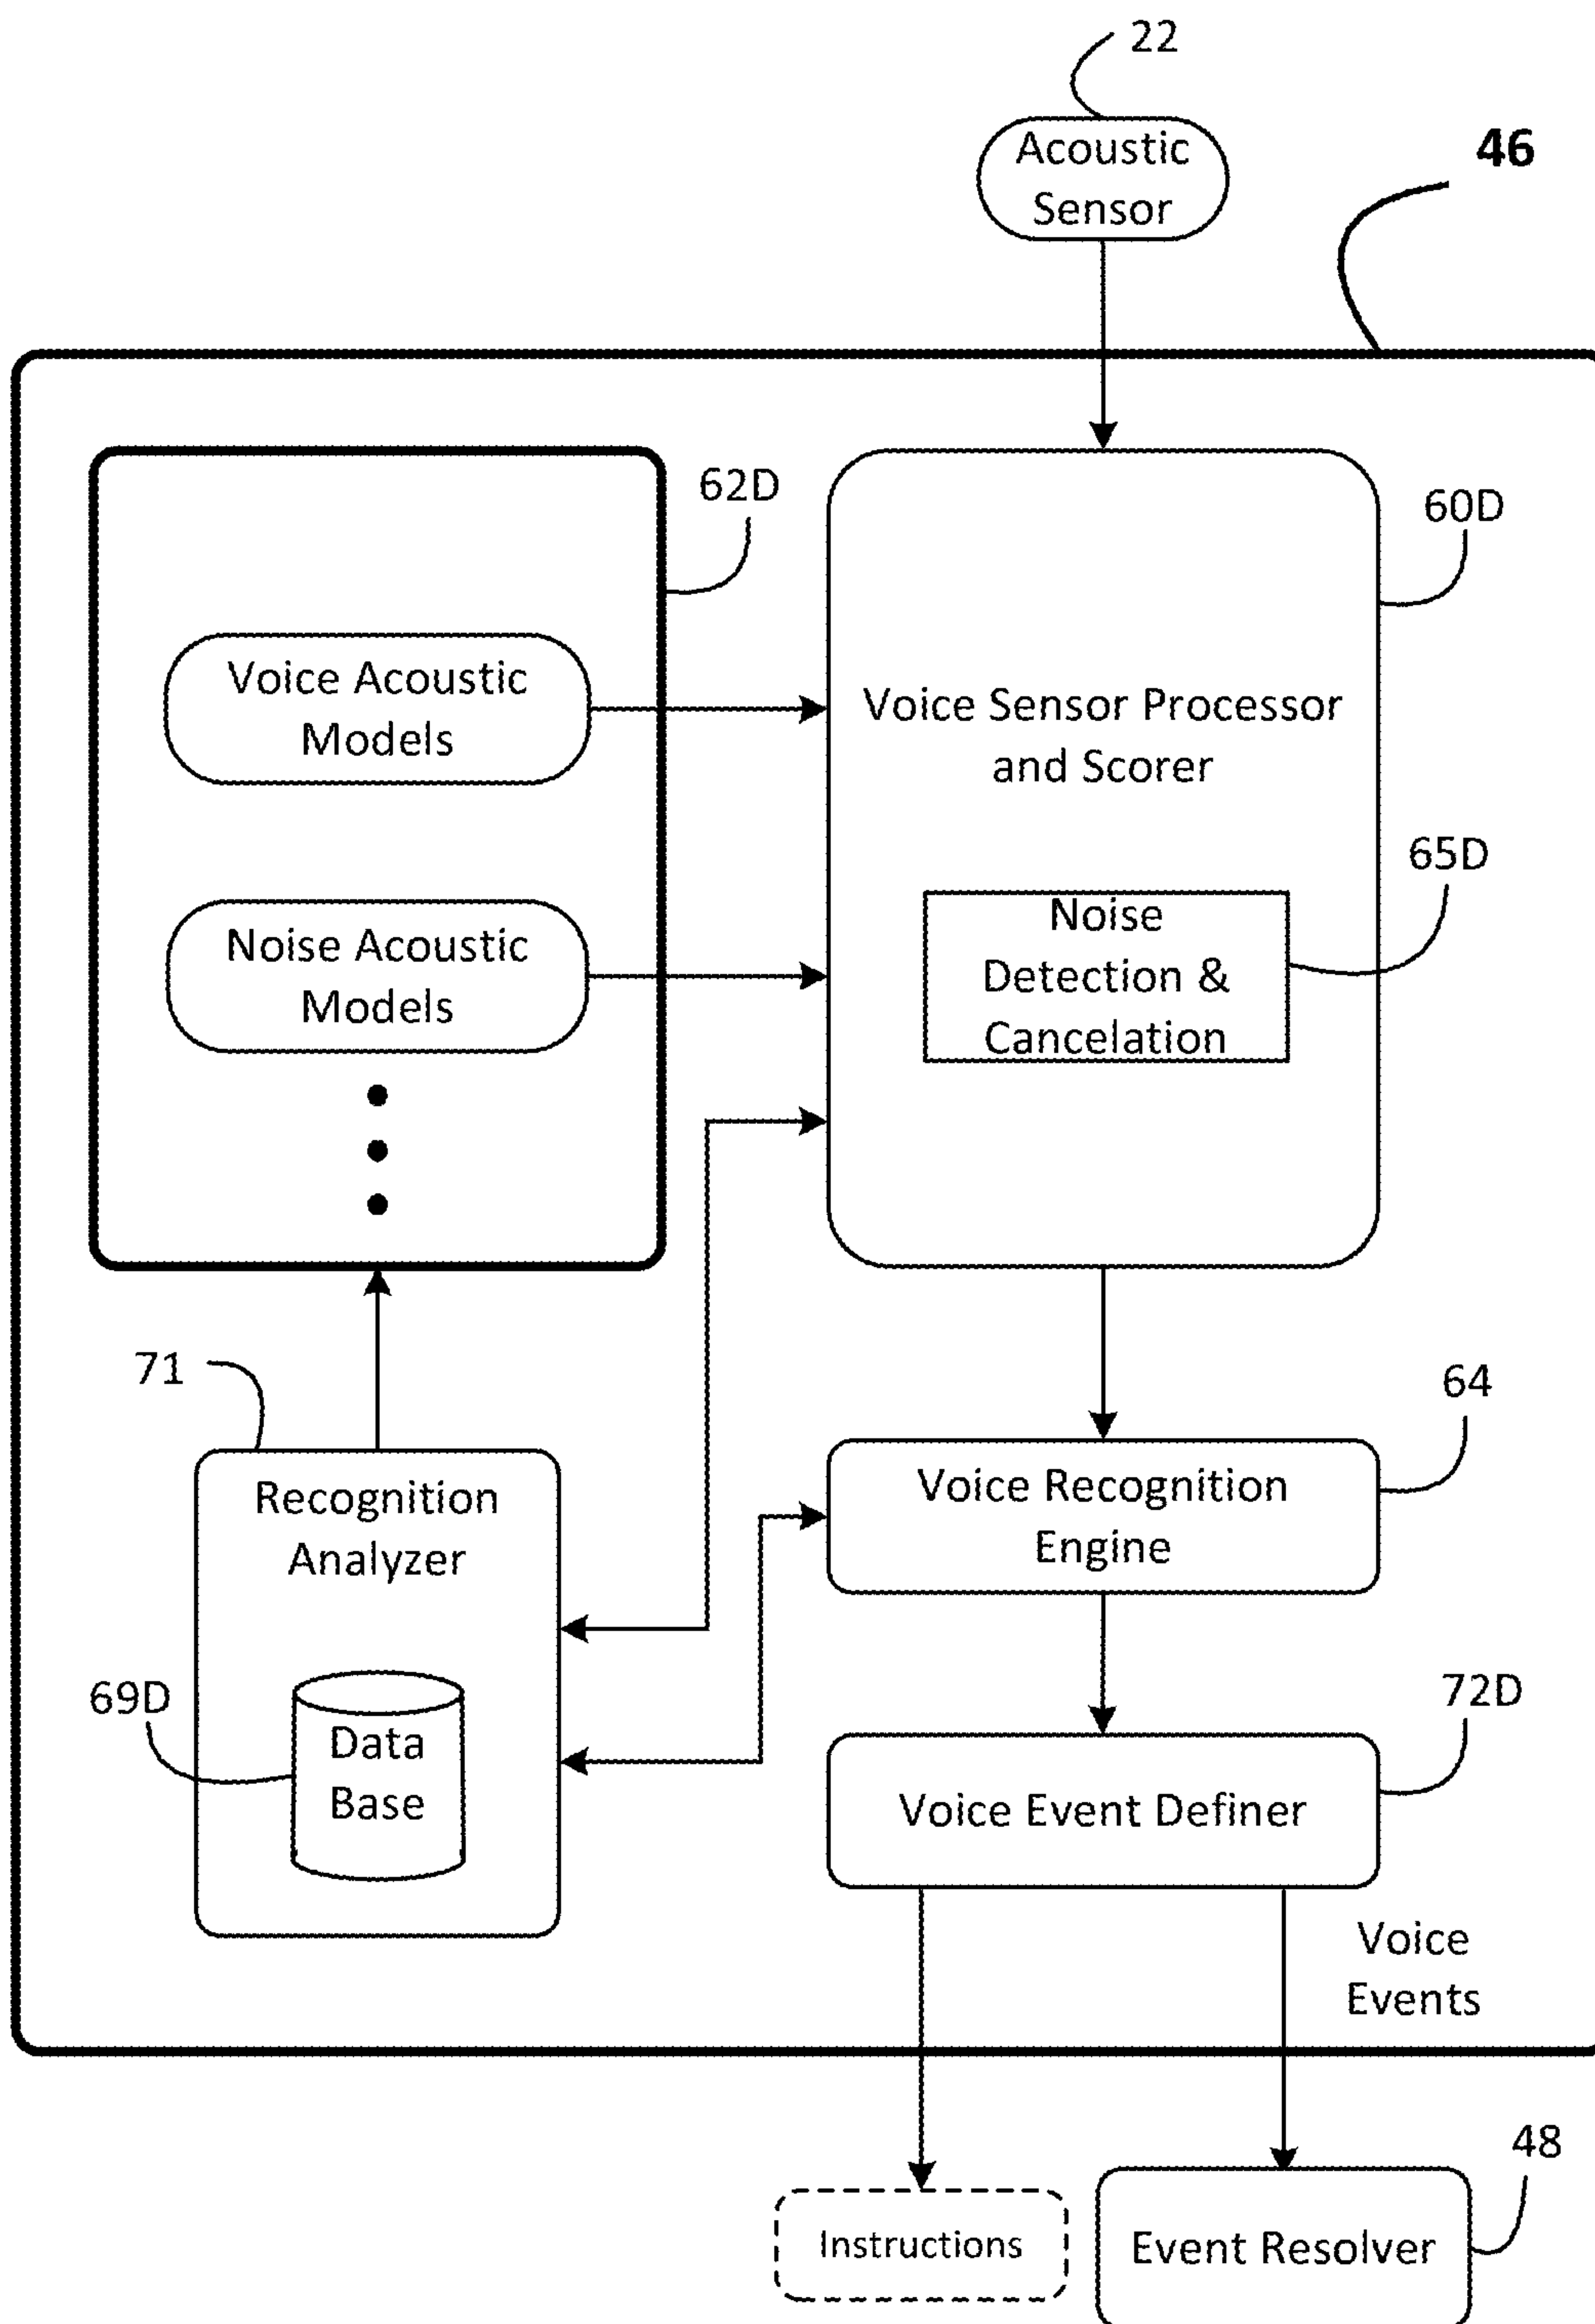 22
Acoustic
Sensor
46
62D
60D
Voice Acoustic
Models
Voice Sensor Processor
and Scorer
65D
Noise Acoustic
Models
Noise
Detection &
Cancelation
71
64
Recognition
Analyzer
Voice Recognition
Engine
69D
Data
Base
72D
Voice Event Definer
Voice
Events
48
Instructions
Event Resolver